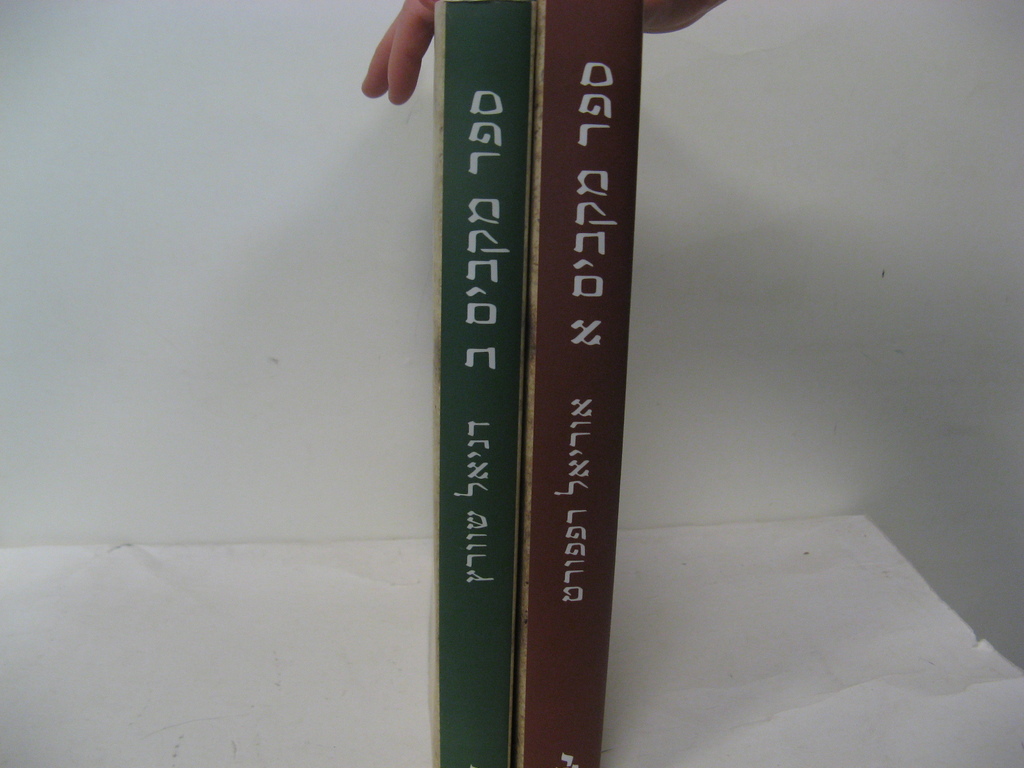 ספר מקבים א אוריאל רפפורט
ספר מקבים ב דניאל שוורץ